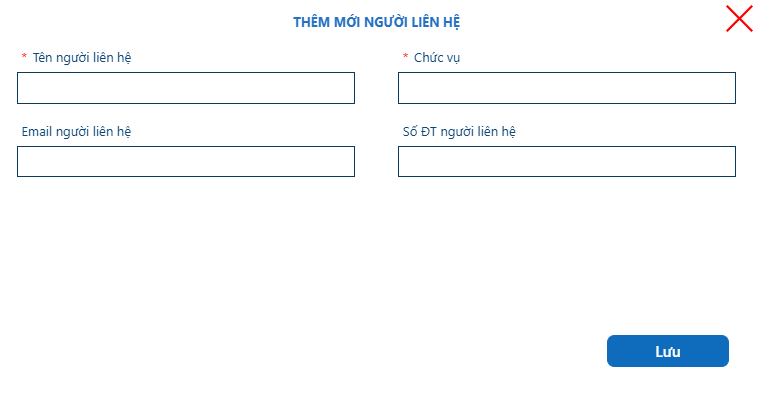 THÊM MỚI NGƯỜI LIÊN HỆ
* Tên người liên hệ
* Chức vụ
Email người liên hệ
Số ĐT người liên hệ
Lưu